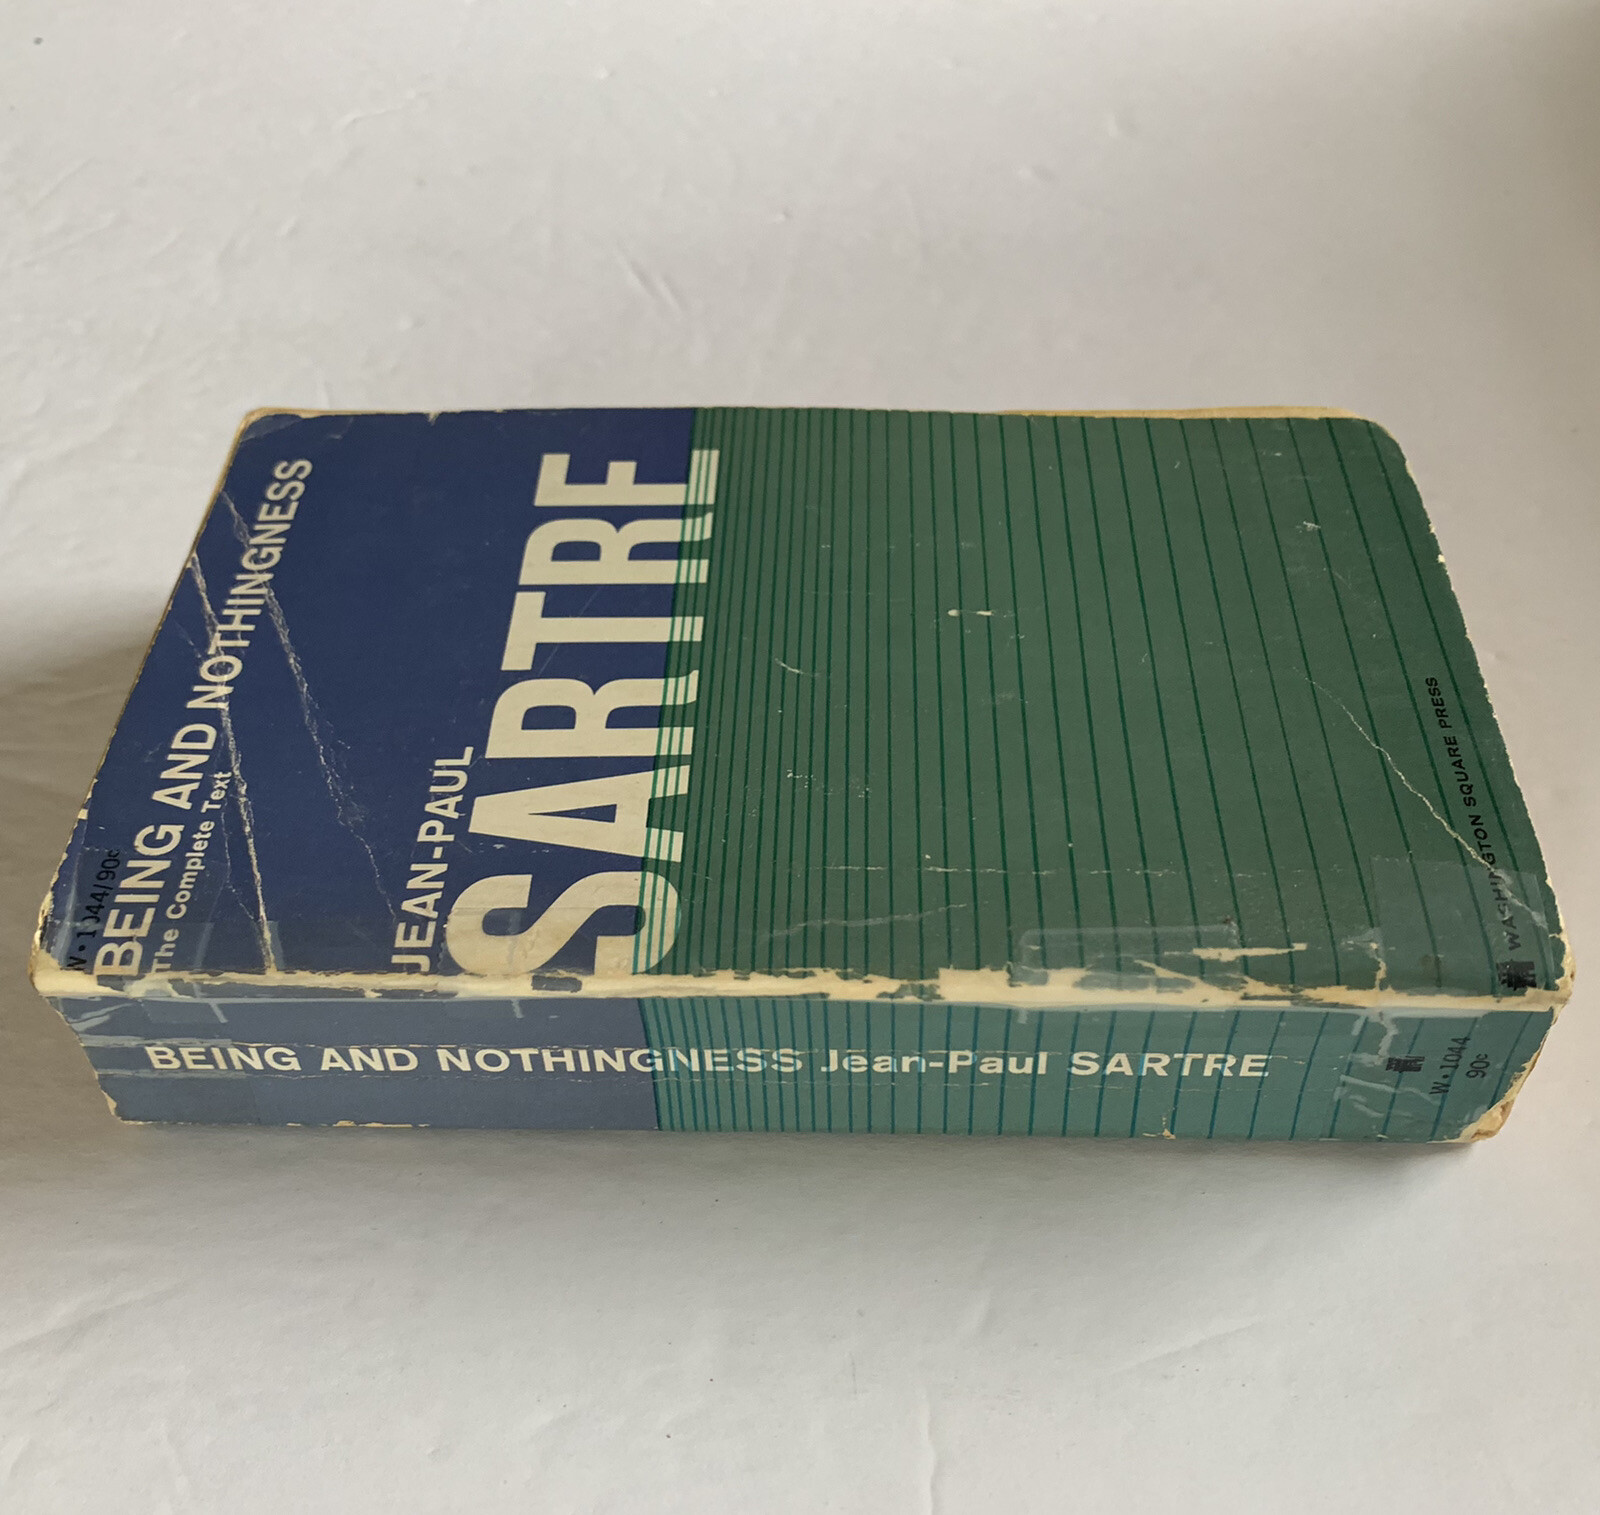 W•1044/90¢
BEING AND NOTHINGNESS
The Complete Text
JEAN-PAUL
SARTRE
WASHINGTON SQUARE PRESS
BEING AND NOTHINGNESS Jean-Paul SARTRE
W•1044
90¢